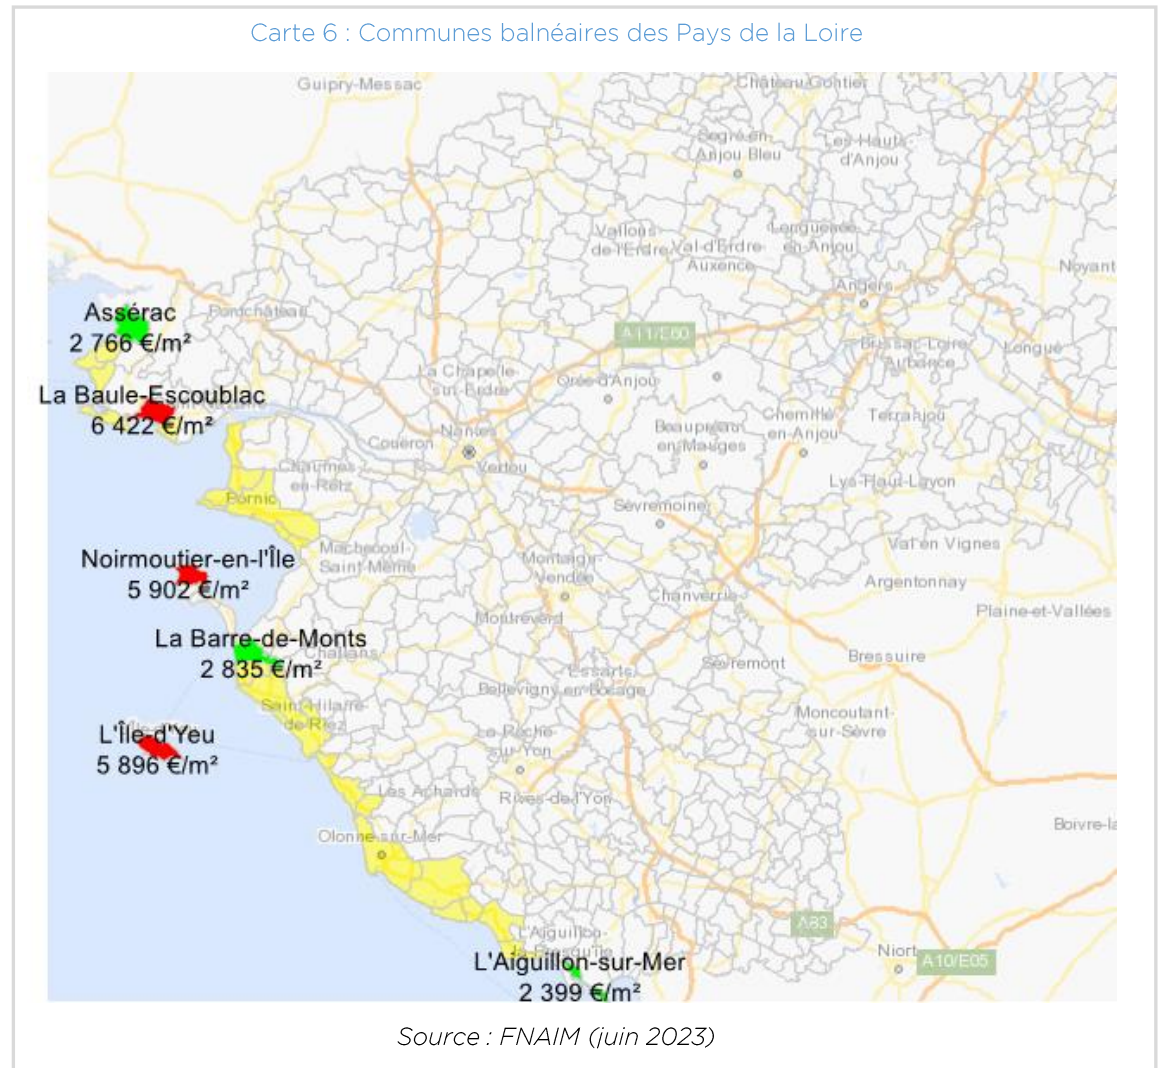 Carte 6 : Communes balnéaires des Pays de la Loire
Guipry-Messac
Château-Gontier
Segré-en-
Anjou Bleu
Les Hauts-
d'Anjou
Vallons-
de-l'Erdre
Val-d'Erdre-
Auxence
Longuenée-
en-Anjou
Noyant
Angers
Assérac
2 766 €/m²
Pontchâteau
A11/E60
Brissac-Loire-
Aubance
Longué
La Chapelle-
sur-Erdre
Orée-d'Anjou
La Baule-Escoublac
6 422 €/m²
Nantes
Couëron
Vertou
Beaupréau-
en-Mauges
Chemillé-
en-Anjou
Terranjou
Chaumes-
en-Retz
Lys-Haut-Layon
Pornic
Sèvremoine
Machecoul-
Saint-Même
Val en Vignes
Noirmoutier-en-l'Île
5 902 €/m²
Montaigu-
Vendée
Argentonnay
Chanverrie
Plaine-et-Vallées
Montréverd
La Barre-de-Monts
2 835 €/m²
Challans
Essarts
en-Bocage
Sèvremont
Bressuire
Bellevigny
Saint-Hilaire-
de-Riez
Moncoutant-
sur-Sèvre
L'Île-d'Yeu
5 896 €/m²
La Roche-
sur-Yon
Les Achards
Rives-de-l'Yon
Boivre-la
Olonne-sur-Mer
A83
L'Aiguillon-
la-Presqu'île
Niort
A10/E05
L'Aiguillon-sur-Mer
2 399 €/m²
Source : FNAIM (juin 2023)